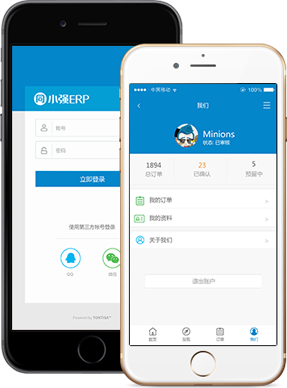 小强ERP
账号
密码
立即登录
使用第三方帐号登录
QQ
微信
中国移动
100%
我们
Minions
状态: 已审核
1894
23
5
总订单
已确认
预留中
我的订单
我的资料
关于我们
退出账户
首页
订单
我们